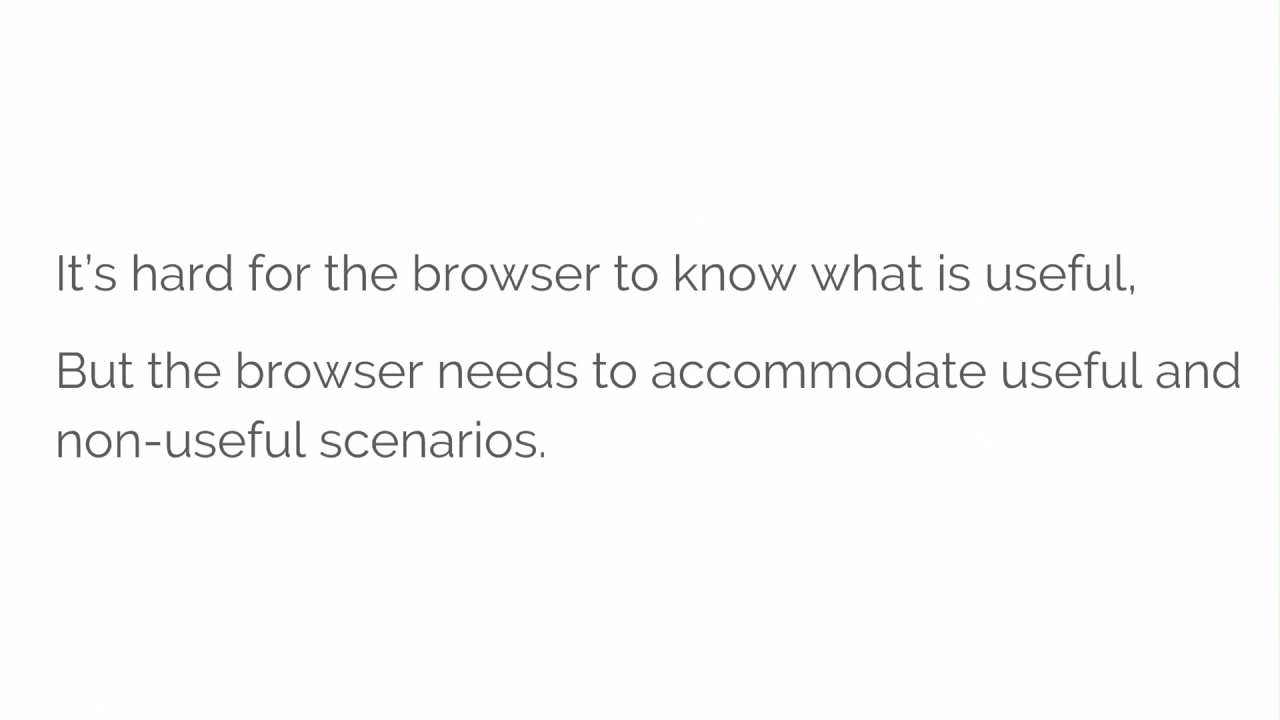 It’s hard for the browser to know what is useful,
But the browser needs to accommodate useful and
non-useful scenarios.